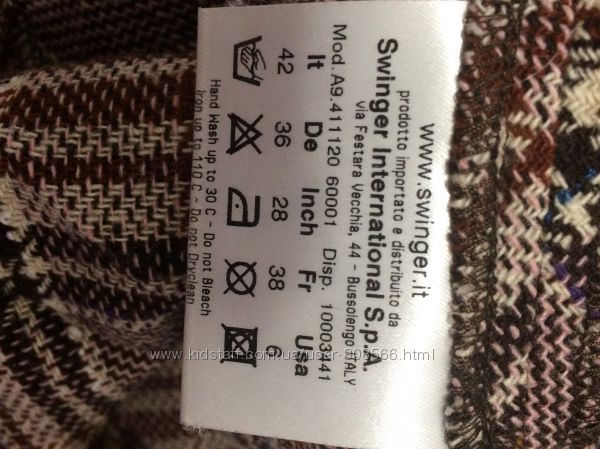 www.swinger.it
prodotto importato e distribuito da
Swinger International S.p.A.
via Festara Vecchia, 44 - Bussolengo ITALY
Mod. A9.411120 60001 Disp.
It De Inch Fr Usa
42 36 28 38 6
Hand Wash up to 30 C - Do not Bleach
iron up to 110 C - Do not Dryclean